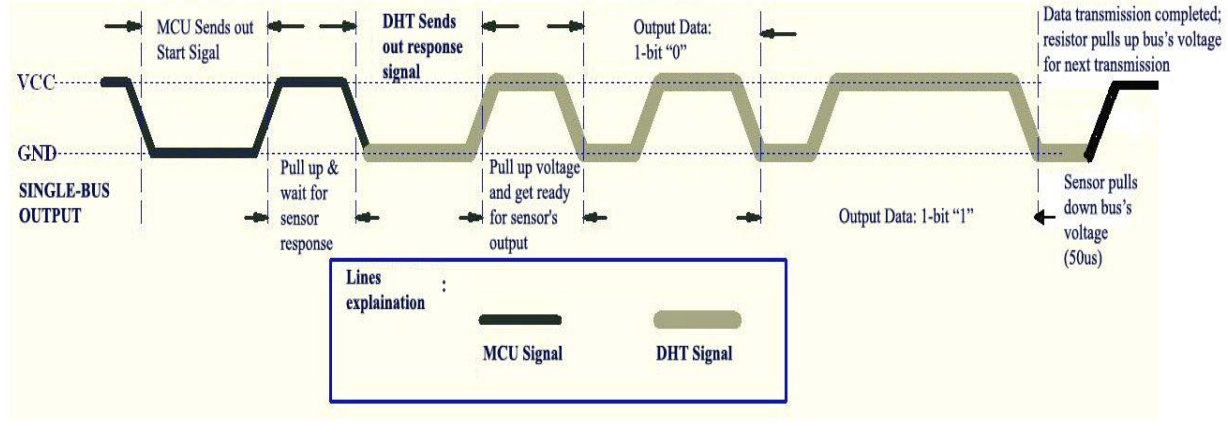 MCU Sends out
Start Sigal
DHT Sends
out response
signal
Output Data:
1-bit “0”
Data transmission completed;
resistor pulls up bus’s voltage
for next transmission
VCC
GND
SINGLE-BUS
OUTPUT
Pull up &
wait for
sensor
response
Pull up voltage
and get ready
for sensor's
output
Output Data: 1-bit “1”
Sensor pulls
down bus’s
voltage
(50us)
Lines
explaination :
MCU Signal
DHT Signal